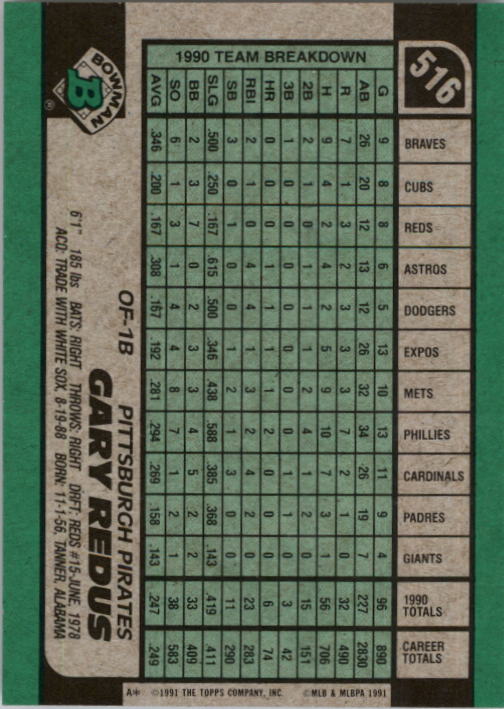 516
1990 TEAM BREAKDOWN
G AB R H 2B 3B HR RBI SB SLG BB SO AVG
BRAVES 9 26 7 9 2 1 0 2 3 .500 2 6 .346
CUBS 8 20 1 4 1 0 0 1 0 .250 3 1 .200
REDS 8 12 3 2 0 0 0 0 1 .167 7 3 .167
ASTROS 6 13 2 4 1 0 1 4 0 .615 0 1 .308
DODGERS 5 12 3 2 1 0 1 4 0 .500 2 4 .167
EXPOS 13 26 3 5 1 0 1 1 1 .346 3 4 .192
METS 10 32 3 9 2 0 1 3 2 .438 3 8 .281
PHILLIES 13 34 7 10 4 0 2 2 1 .588 4 7 .294
CARDINALS 11 26 2 7 1 1 0 4 3 .385 5 1 .269
PADRES 9 19 1 3 2 1 0 2 0 .368 2 2 .158
GIANTS 4 7 0 1 0 0 0 0 0 .143 2 1 .143
1990 TOTALS 96 227 32 56 15 3 6 23 11 .419 33 38 .247
CAREER TOTALS 890 2830 490 706 151 42 74 283 290 .411 409 583 .249
BOWMAN
B ®
OF-1B PITTSBURGH PIRATES
GARY REDUS
6'1" 185 lbs BATS: RIGHT THROWS: RIGHT DRAFT: REDS #15-JUNE, 1978
ACQ: TRADE WITH WHITE SOX, 8-19-88 BORN: 11-1-56, TANNER, ALABAMA
A* ©1991 THE TOPPS COMPANY, INC. ©MLB & MLBPA 1991